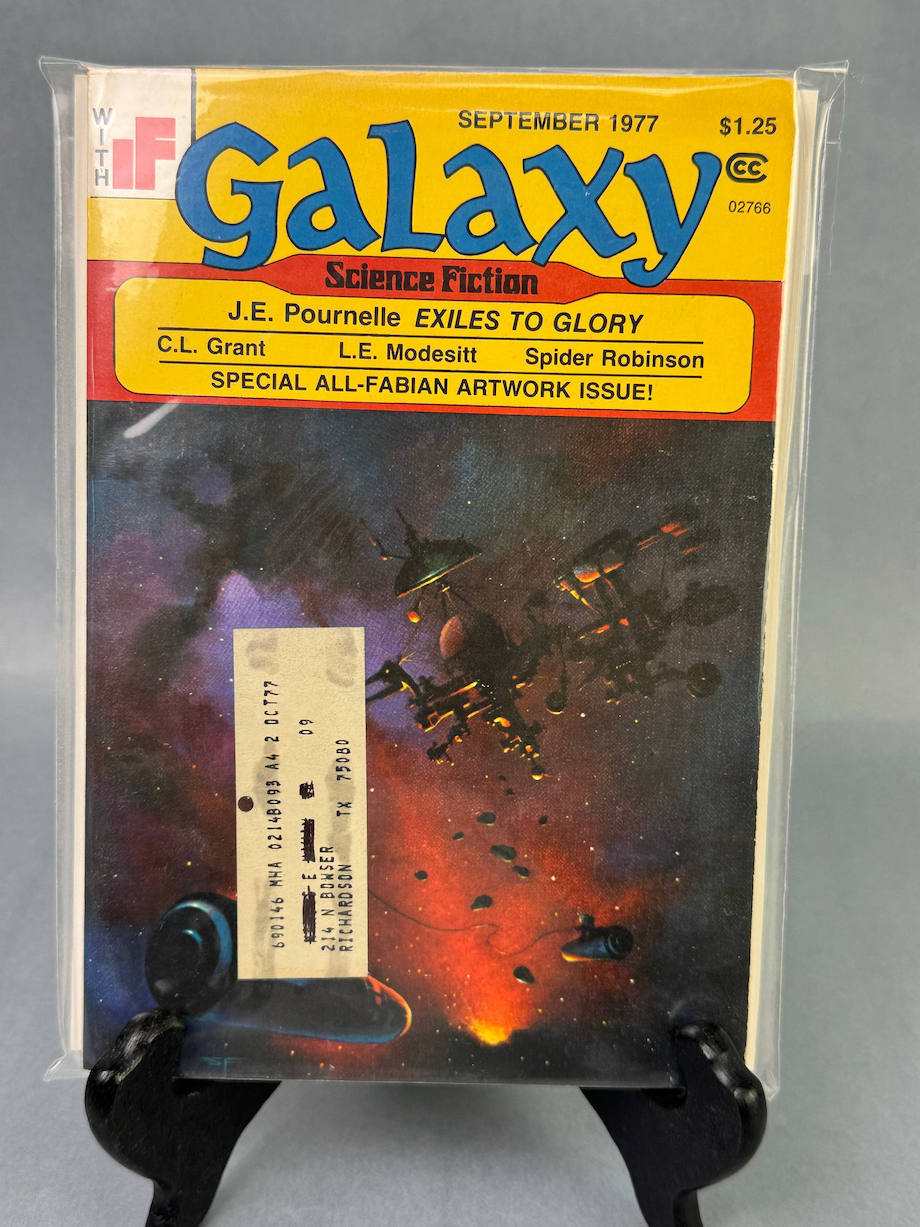 WITH IF
SEPTEMBER 1977
$1.25
Galaxy
CC
02766
Science Fiction
J.E. Pournelle EXILES TO GLORY
C.L. Grant L.E. Modesitt Spider Robinson
SPECIAL ALL-FABIAN ARTWORK ISSUE!
690146 MHA 0214B093 A4 2 OCT77
E 09
214 N BOWSER
RICHARDSON TX 75080
SF